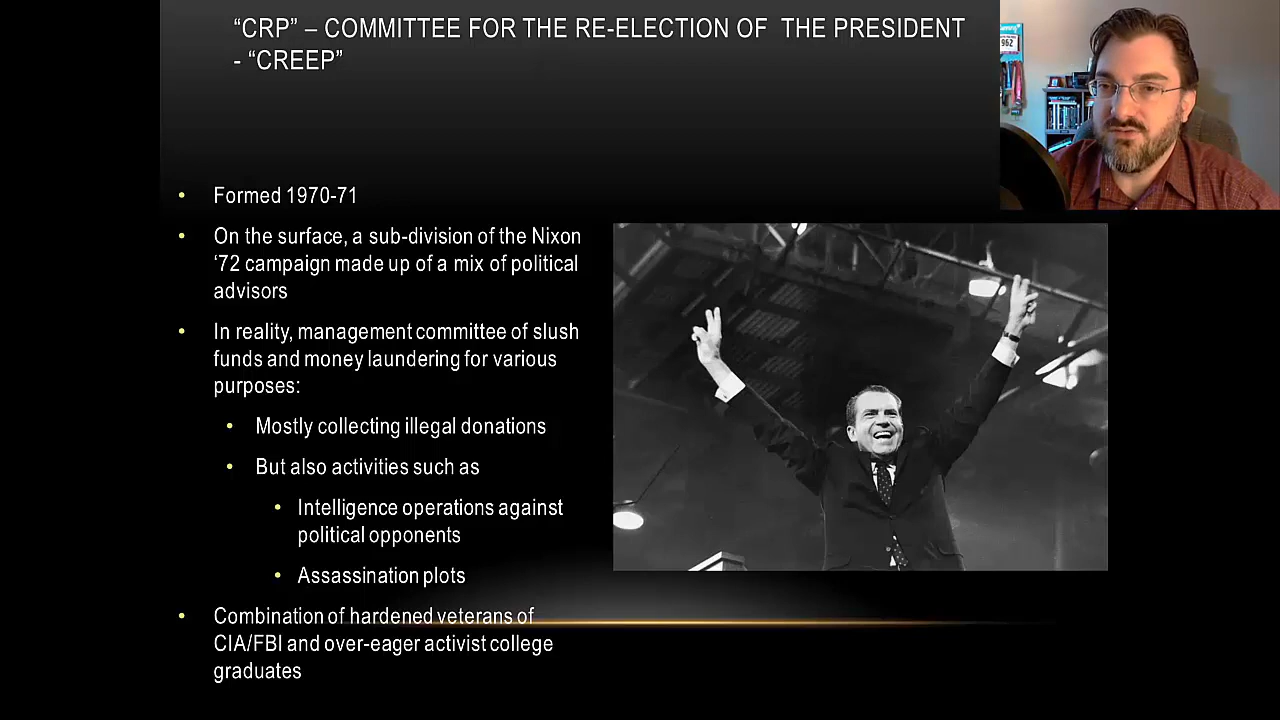 “CRP” – COMMITTEE FOR THE RE-ELECTION OF THE PRESIDENT
- “CREEP”
962
• Formed 1970-71
• On the surface, a sub-division of the Nixon
‘72 campaign made up of a mix of political
advisors
• In reality, management committee of slush
funds and money laundering for various
purposes:
• Mostly collecting illegal donations
• But also activities such as
• Intelligence operations against
political opponents
• Assassination plots
• Combination of hardened veterans of
CIA/FBI and over-eager activist college
graduates